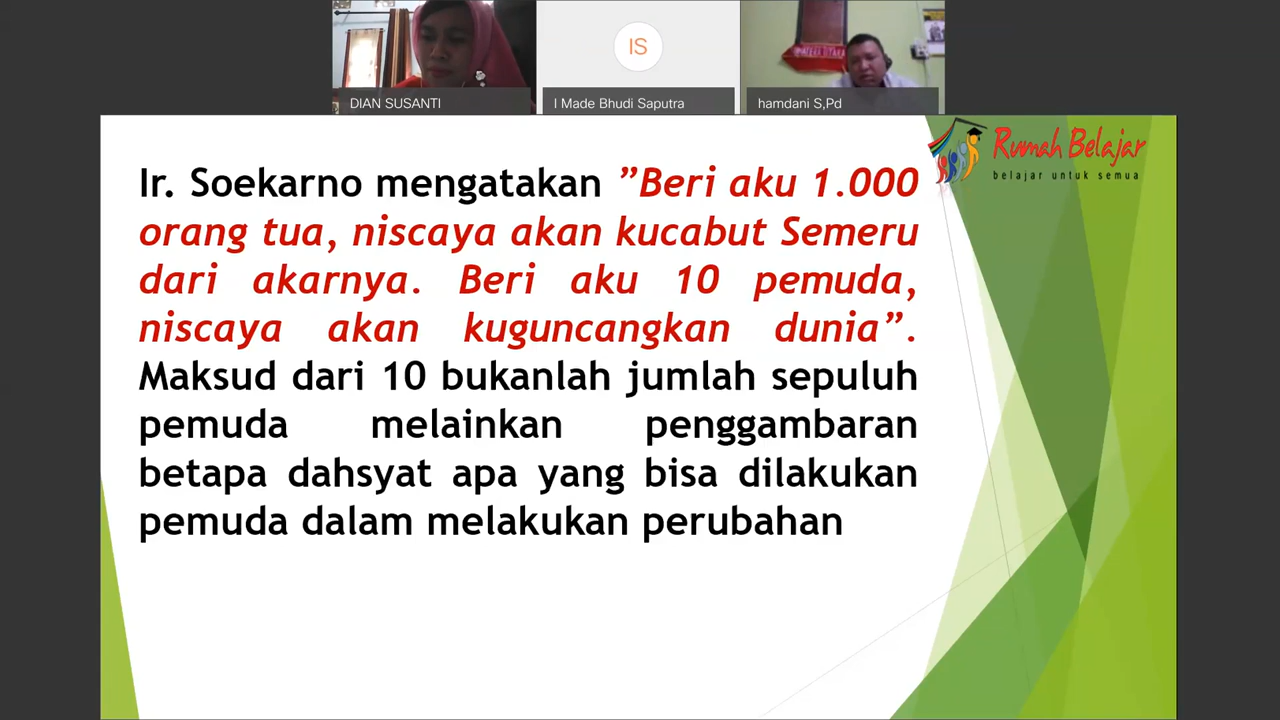 IS
DIAN SUSANTI
I Made Bhudi Saputra
hamdani S,Pd
Rumah Belajar
belajar untuk semua
Ir. Soekarno mengatakan ”Beri aku 1.000
orang tua, niscaya akan kucabut Semeru
dari akarnya. Beri aku 10 pemuda,
niscaya akan kuguncangkan dunia”.
Maksud dari 10 bukanlah jumlah sepuluh
pemuda melainkan penggambaran
betapa dahsyat apa yang bisa dilakukan
pemuda dalam melakukan perubahan